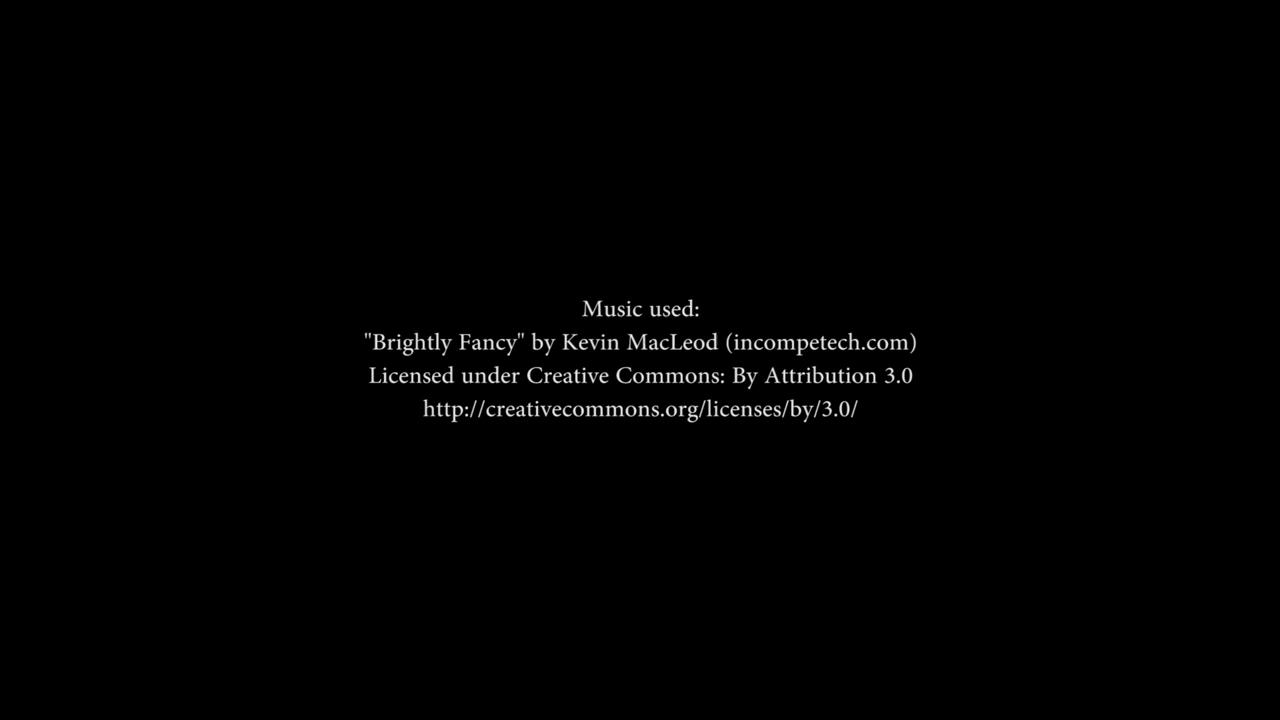 Music used:
"Brightly Fancy" by Kevin MacLeod (incompetech.com)
Licensed under Creative Commons: By Attribution 3.0
http://creativecommons.org/licenses/by/3.0/